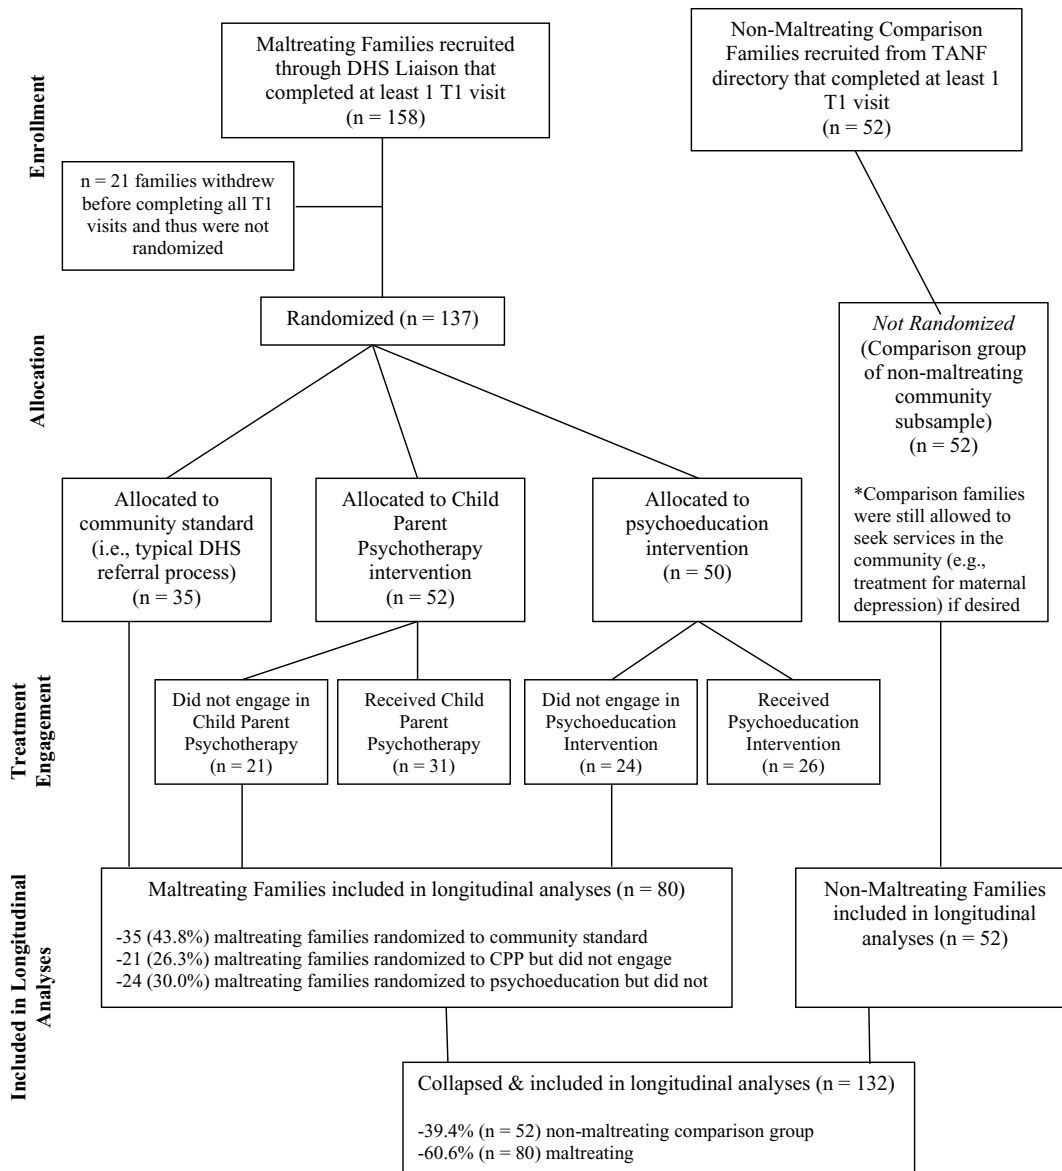 Enrollment
Maltreating Families recruited
through DHS Liaison that
completed at least 1 T1 visit
(n = 158)
Non-Maltreating Comparison
Families recruited from TANF
directory that completed at least 1
T1 visit
(n = 52)
n = 21 families withdrew
before completing all T1
visits and thus were not
randomized
Allocation
Randomized (n = 137)
Not Randomized
(Comparison group
of non-maltreating
community
subsample)
(n = 52)
*Comparison families
were still allowed to
seek services in the
community (e.g.,
treatment for maternal
depression) if desired
Allocated to
community standard
(i.e., typical DHS
referral process)
(n = 35)
Allocated to Child
Parent
Psychotherapy
intervention
(n = 52)
Allocated to
psychoeducation
intervention
(n = 50)
Treatment
Engagement
Did not engage in
Child Parent
Psychotherapy
(n = 21)
Received Child
Parent
Psychotherapy
(n = 31)
Did not engage in
Psychoeducation
Intervention
(n = 24)
Received
Psychoeducation
Intervention
(n = 26)
Included in Longitudinal
Analyses
Maltreating Families included in longitudinal analyses (n = 80)
-35 (43.8%) maltreating families randomized to community standard
-21 (26.3%) maltreating families randomized to CPP but did not engage
-24 (30.0%) maltreating families randomized to psychoeducation but did not
Non-Maltreating Families
included in longitudinal
analyses (n = 52)
Collapsed & included in longitudinal analyses (n = 132)
-39.4% (n = 52) non-maltreating comparison group
-60.6% (n = 80) maltreating